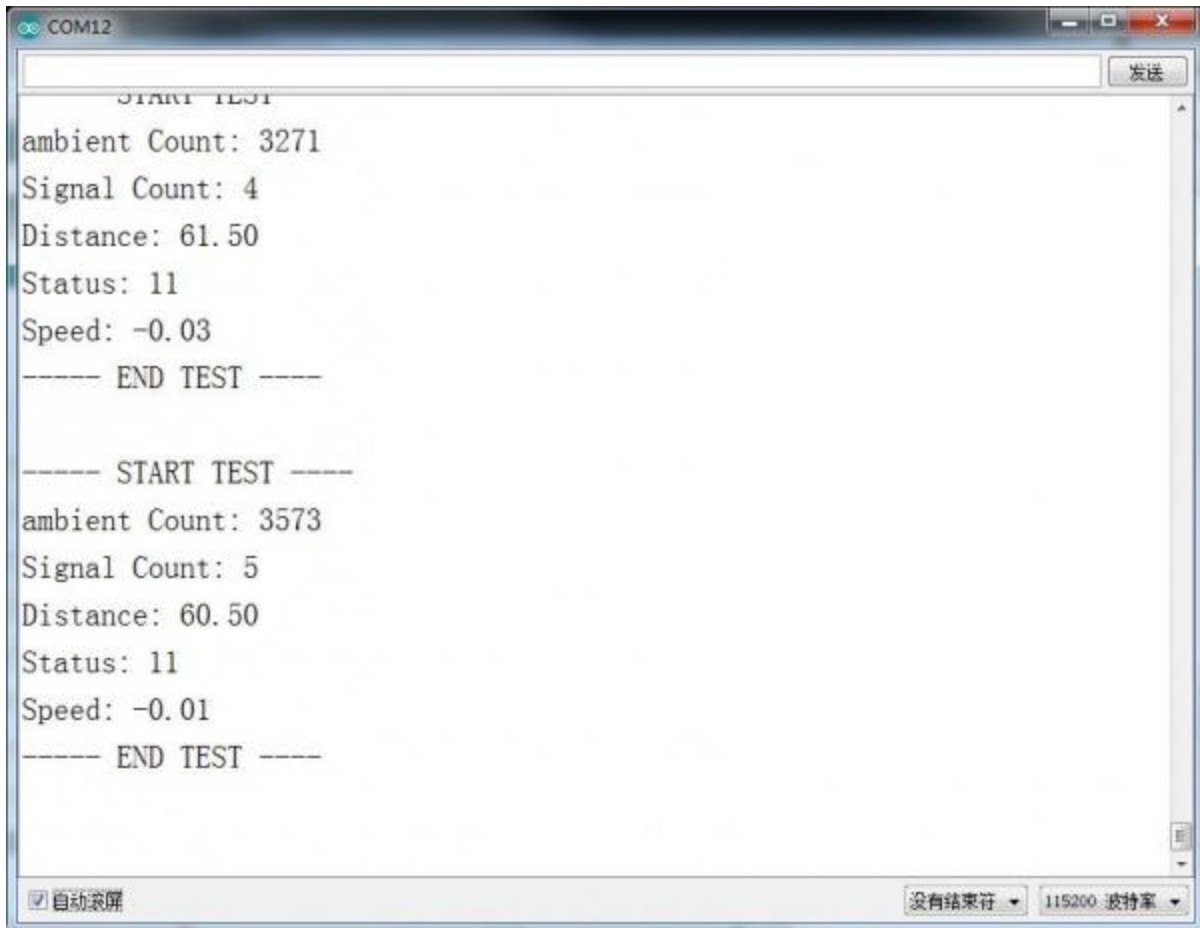 COM12
发送
START TEST
ambient Count: 3271
Signal Count: 4
Distance: 61.50
Status: 11
Speed: -0.03
----- END TEST ----
----- START TEST ----
ambient Count: 3573
Signal Count: 5
Distance: 60.50
Status: 11
Speed: -0.01
----- END TEST ----
自动滚屏
没有结束符
115200 波特率